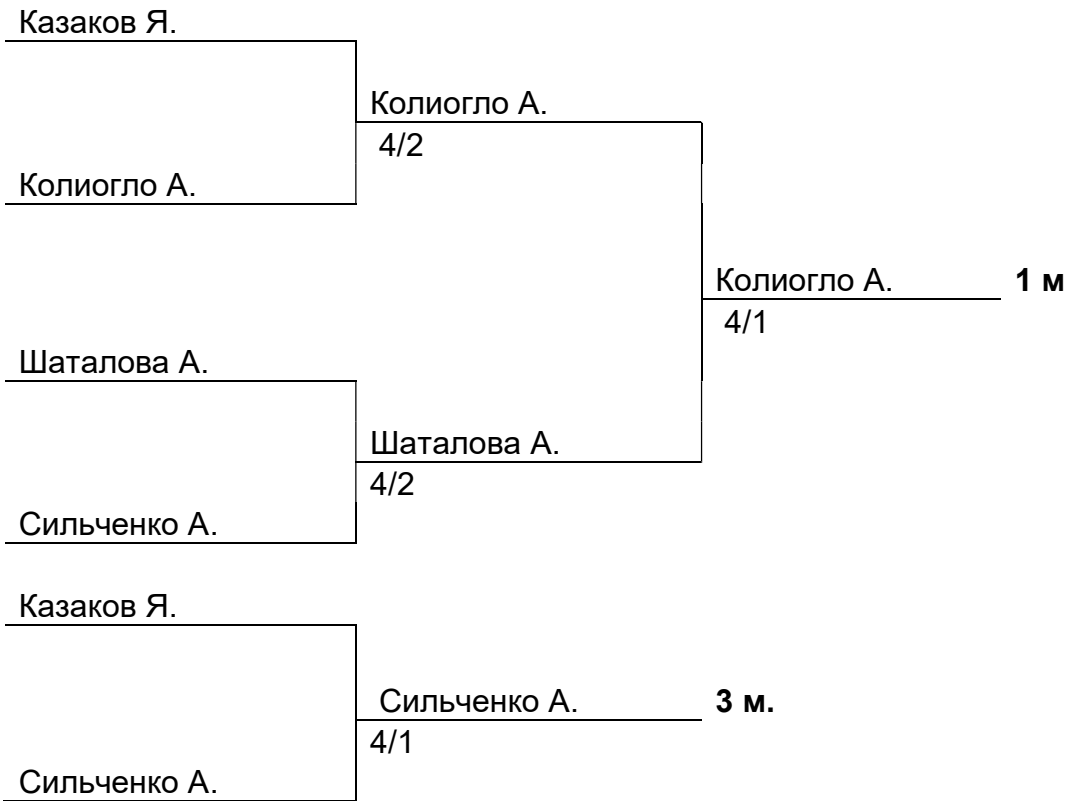 Казаков Я.
Колиогло А.
4/2
Колиогло А.
Колиогло А. 1 м
4/1
Шаталова А.
Шаталова А.
4/2
Сильченко А.
Казаков Я.
Сильченко А. 3 м.
4/1
Сильченко А.